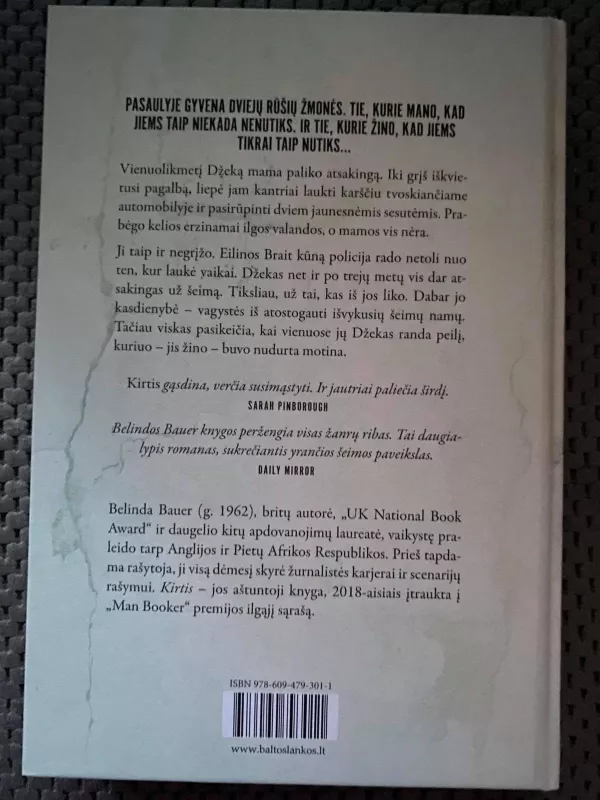 PASAULYJE GYVENA DVIEJŲ RŪŠIŲ ŽMONĖS. TIE, KURIE MANO, KAD
JIEMS TAIP NIEKADA NENUTIKS. IR TIE, KURIE ŽINO, KAD JIEMS
TIKRAI TAIP NUTIKS...
Vienuolikmetį Džeką mama paliko atsakingą. Iki grįš iškvie-
tusi pagalbą, liepė jam kantriai laukti karščiu tvoskiančiame
automobilyje ir pasirūpinti dviem jaunesnėmis sesutėmis. Pra-
bėgo kelios erzinamai ilgos valandos, o mamos vis nėra.
Ji taip ir negrįžo. Eilinos Brait kūną policija rado netoli nuo
ten, kur laukė vaikai. Džekas net ir po trejų metų vis dar at-
sakingas už šeimą. Tiksliau, už tai, kas iš jos liko. Dabar jo
kasdienybė – vagystės iš atostogauti išvykusių šeimų namų.
Tačiau viskas pasikeičia, kai vienuose jų Džekas randa peilį,
kuriuo – jis žino – buvo nudurta motina.
Kirtis gąsdina, verčia susimąstyti. Ir jautriai paliečia širdį.
SARAH PINBOROUGH
Belindos Bauer knygos peržengia visas žanrų ribas. Tai daugia-
lypis romanas, sukrečiantis yrančios šeimos paveikslas.
DAILY MIRROR
Belinda Bauer (g. 1962), britų autorė, „UK National Book
Award“ ir daugelio kitų apdovanojimų laureatė, vaikystę pra-
leido tarp Anglijos ir Pietų Afrikos Respublikos. Prieš tapda-
ma rašytoja, ji visą dėmesį skyrė žurnalistės karjerai ir scenarijų
rašymui. Kirtis – jos aštuntoji knyga, 2018-aisiais įtraukta į
„Man Booker“ premijos ilgąjį sąrašą.
ISBN 978-609-479-301-1
www.baltoslankos.lt